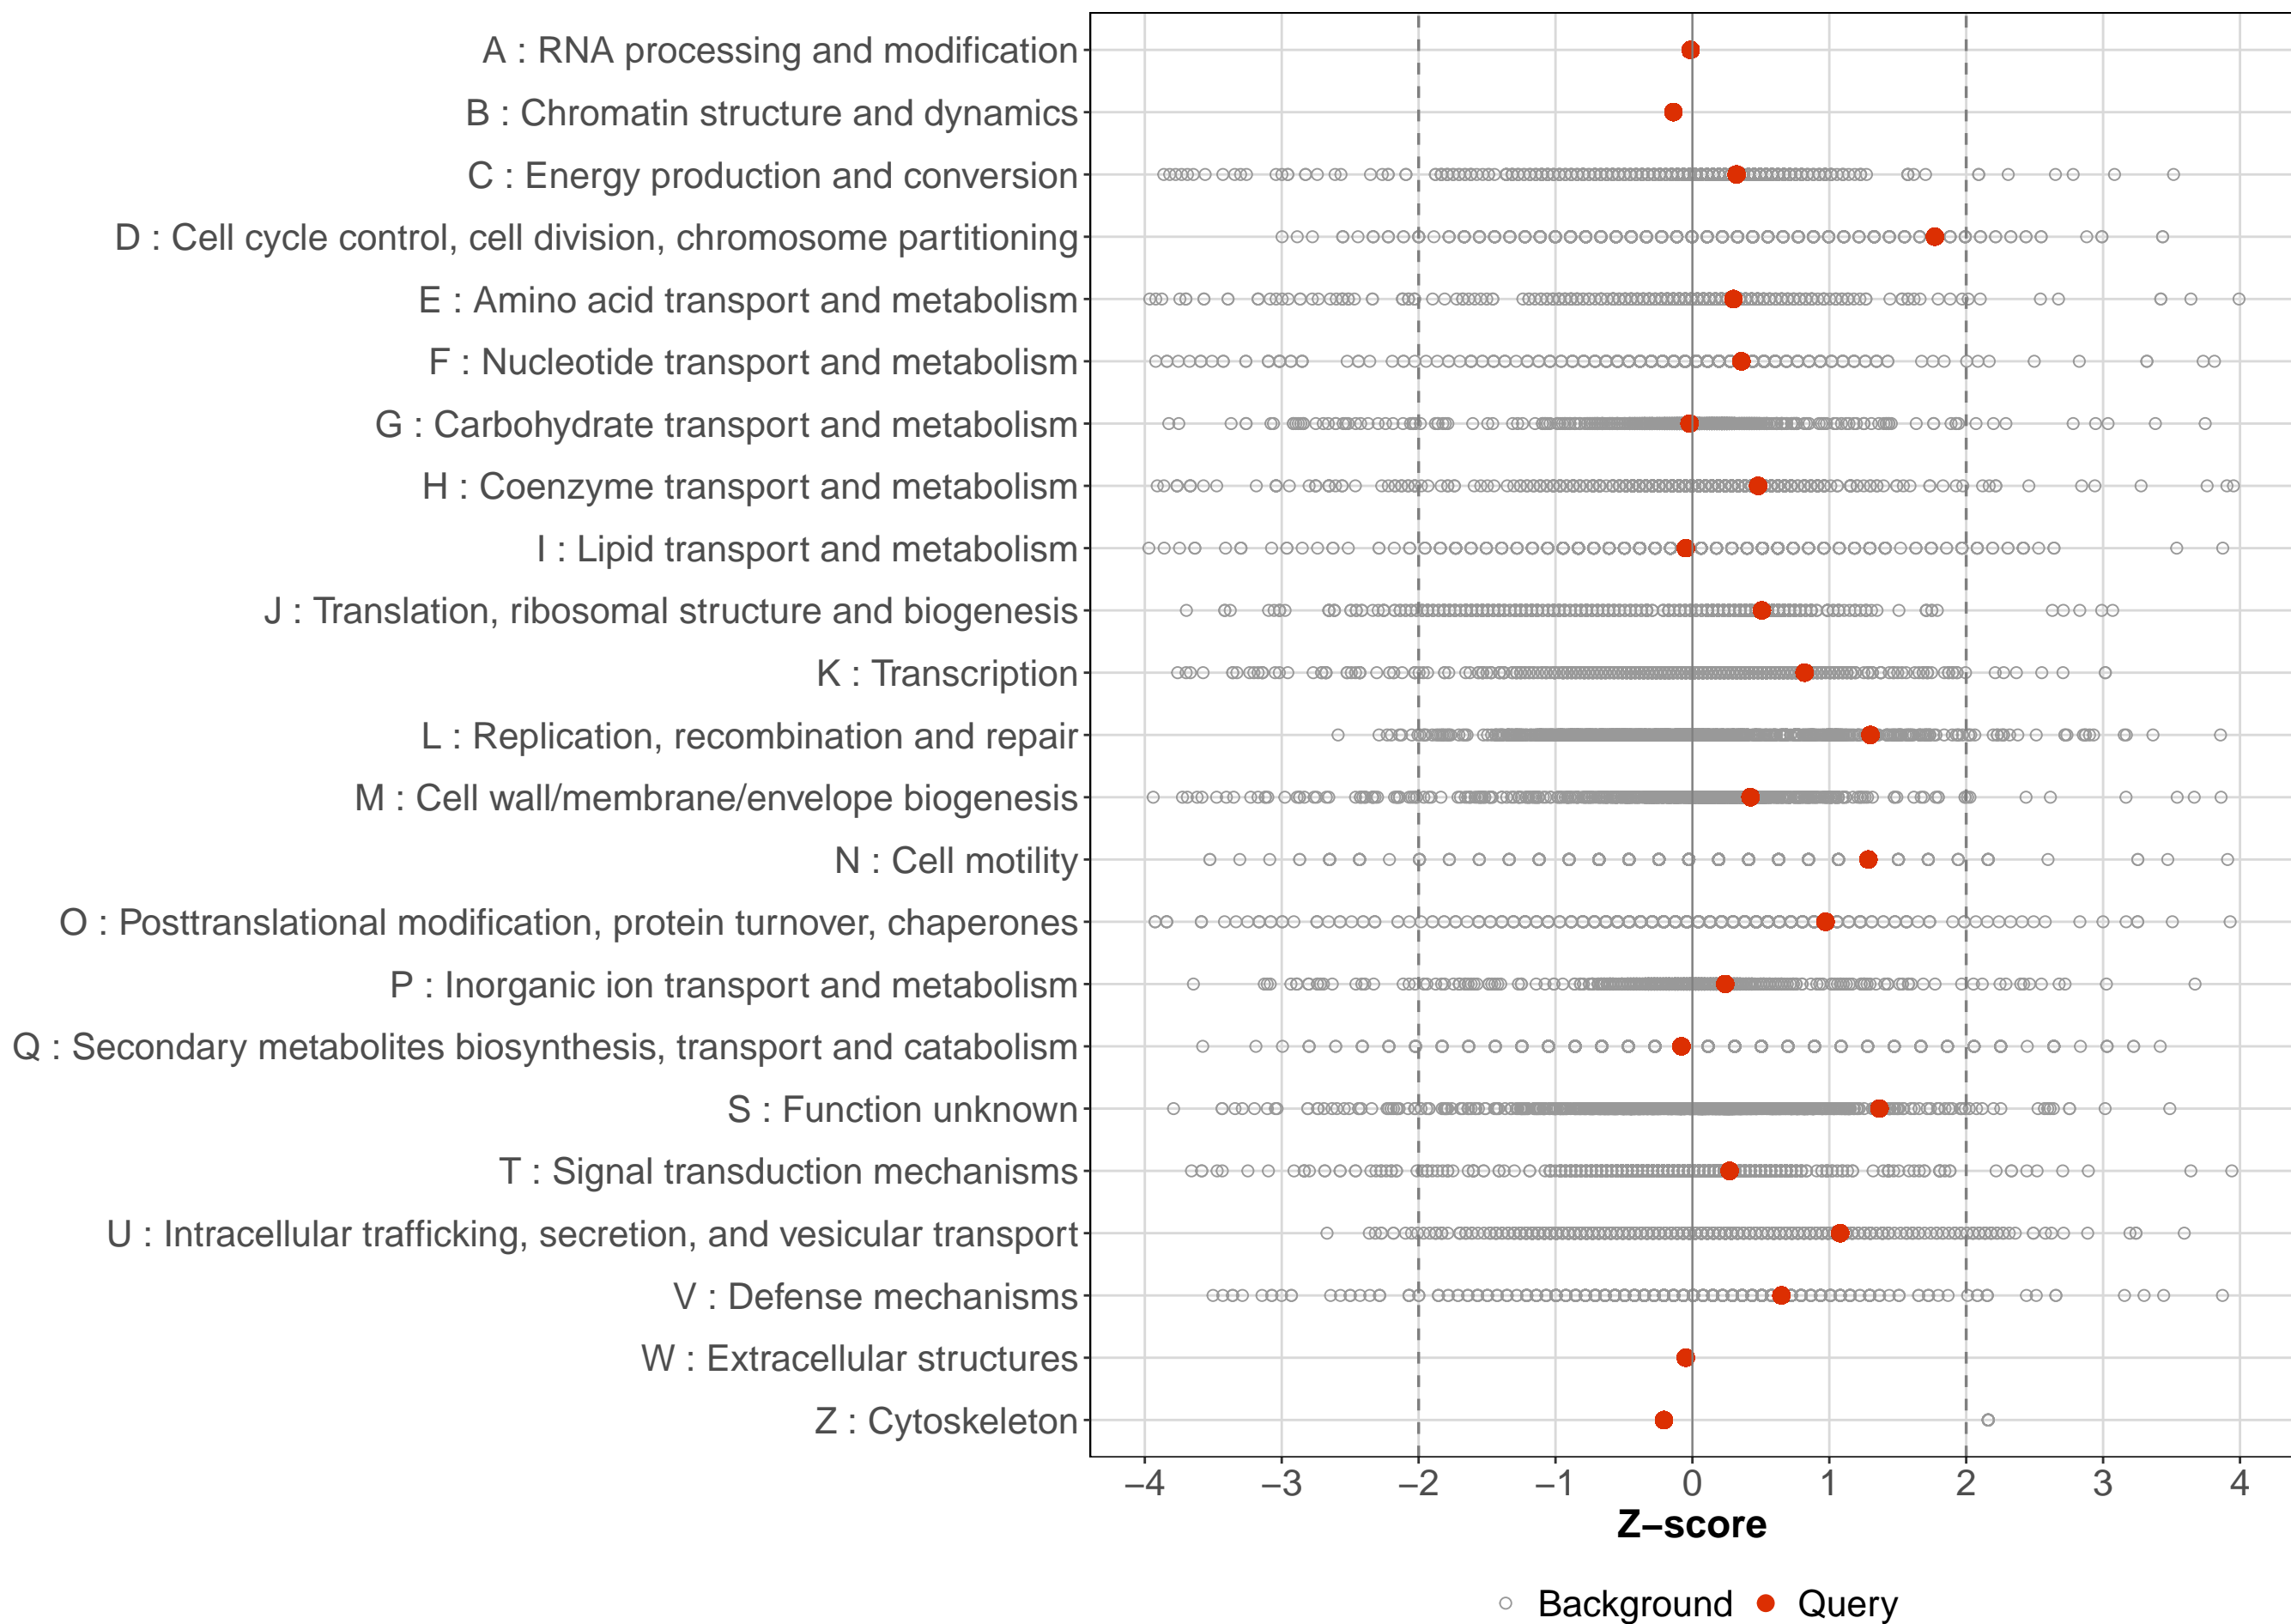 A : RNA processing and modification
B : Chromatin structure and dynamics
C : Energy production and conversion
D : Cell cycle control, cell division, chromosome partitioning
E : Amino acid transport and metabolism
F : Nucleotide transport and metabolism
G : Carbohydrate transport and metabolism
H : Coenzyme transport and metabolism
I : Lipid transport and metabolism
J : Translation, ribosomal structure and biogenesis
K : Transcription
L : Replication, recombination and repair
M : Cell wall/membrane/envelope biogenesis
N : Cell motility
O : Posttranslational modification, protein turnover, chaperones
P : Inorganic ion transport and metabolism
Q : Secondary metabolites biosynthesis, transport and catabolism
S : Function unknown
T : Signal transduction mechanisms
U : Intracellular trafficking, secretion, and vesicular transport
V : Defense mechanisms
W : Extracellular structures
Z : Cytoskeleton
−4 −3 −2 −1 0 1 2 3 4
Z−score
Background Query